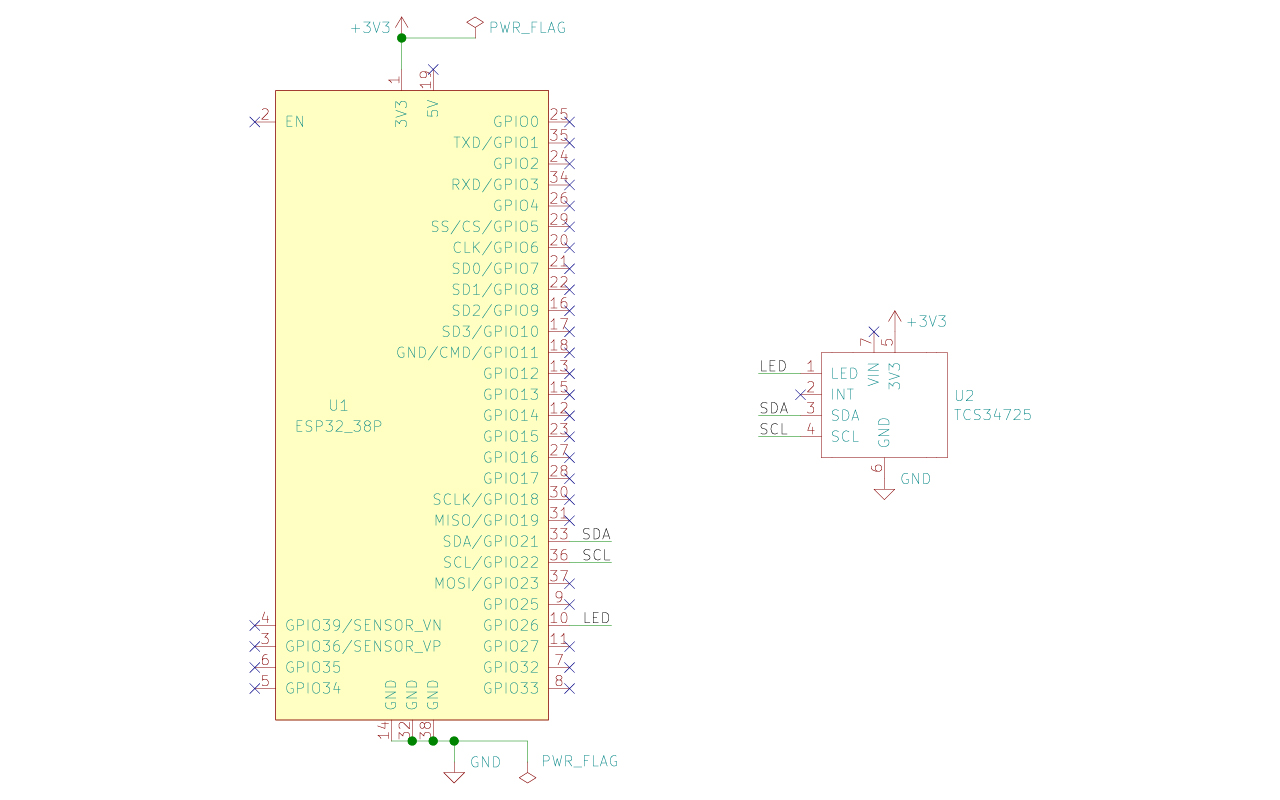 +3V3
PWR_FLAG
1
19
3V3
5V
2 EN
GPIO0 25
TXD/GPIO1 35
GPIO2 24
RXD/GPIO3 34
GPIO4 26
SS/CS/GPIO5 29
CLK/GPIO6 20
SD0/GPIO7 21
SD1/GPIO8 22
SD2/GPIO9 16
SD3/GPIO10 17
GND/CMD/GPIO11 18
GPIO12 13
GPIO13 15
GPIO14 12
GPIO15 23
GPIO16 27
GPIO17 28
SCLK/GPIO18 30
MISO/GPIO19 31
SDA/GPIO21 33 SDA
SCL/GPIO22 36 SCL
MOSI/GPIO23 37
GPIO25 9
GPIO26 10 LED
GPIO27 11
GPIO32 7
GPIO33 8
U1
ESP32_38P
4 GPIO39/SENSOR_VN
3 GPIO36/SENSOR_VP
6 GPIO35
5 GPIO34
GND
GND
GND
14
32
38
GND
PWR_FLAG
+3V3
7
5
VIN
3V3
LED 1 LED
2 INT
SDA 3 SDA
SCL 4 SCL
GND
6
U2
TCS34725
GND